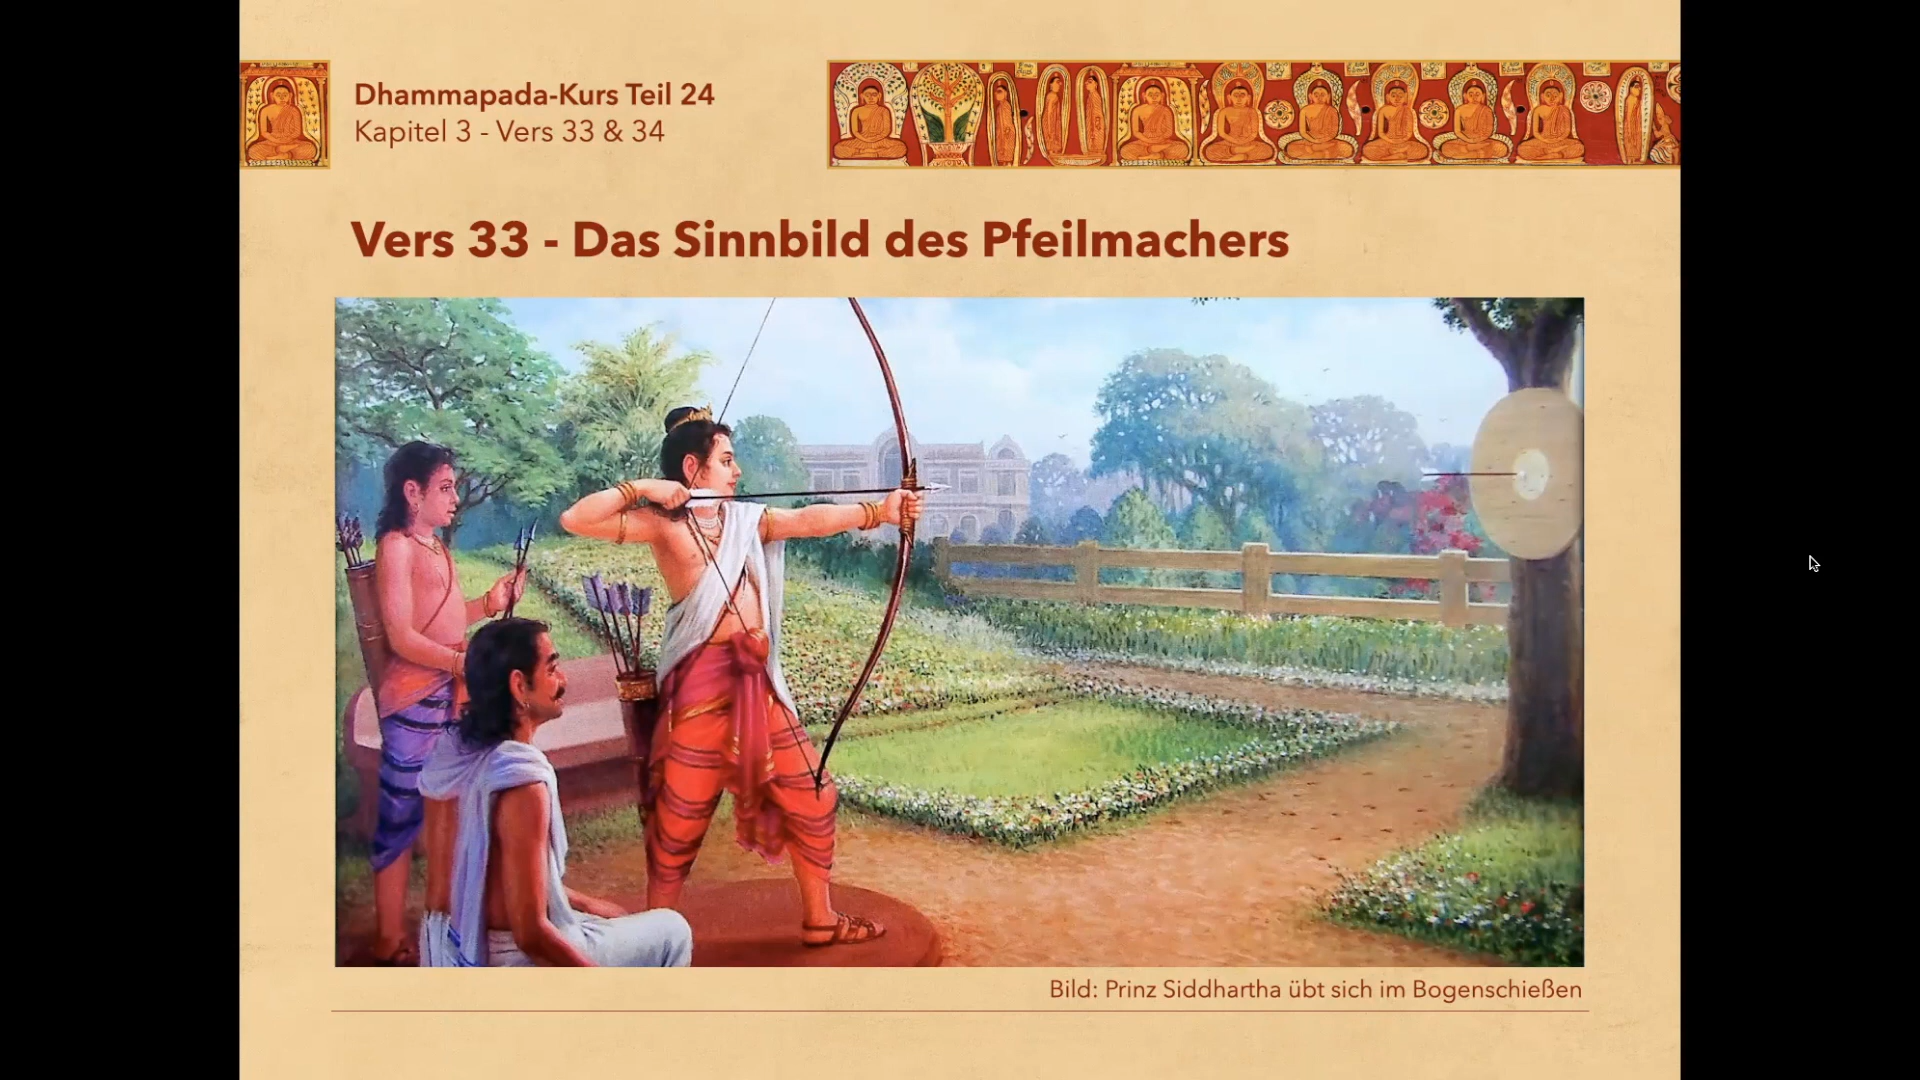 Dhammapada-Kurs Teil 24
Kapitel 3 - Vers 33 & 34
Vers 33 - Das Sinnbild des Pfeilmachers
Bild: Prinz Siddhartha übt sich im Bogenschießen